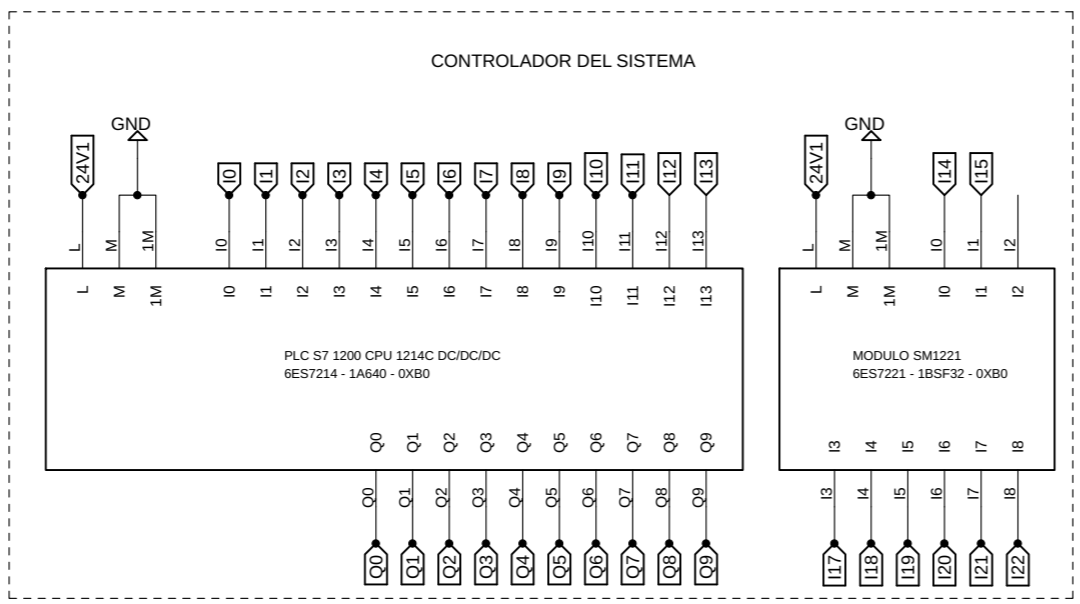 CONTROLADOR DEL SISTEMA
GND GND
24V1 I0 I1 I2 I3 I4 I5 I6 I7 I8 I9 I10 I11 I12 I13 24V1 I14 I15
L M 1M I0 I1 I2 I3 I4 I5 I6 I7 I8 I9 I10 I11 I12 I13 L M 1M I0 I1 I2
L M 1M I0 I1 I2 I3 I4 I5 I6 I7 I8 I9 I10 I11 I12 I13 L M 1M I0 I1 I2
PLC S7 1200 CPU 1214C DC/DC/DC MODULO SM1221
6ES7214 - 1A640 - 0XB0 6ES7221 - 1BSF32 - 0XB0
Q0 Q1 Q2 Q3 Q4 Q5 Q6 Q7 Q8 Q9 I3 I4 I5 I6 I7 I8
Q0 Q1 Q2 Q3 Q4 Q5 Q6 Q7 Q8 Q9 I3 I4 I5 I6 I7 I8
Q0 Q1 Q2 Q3 Q4 Q5 Q6 Q7 Q8 Q9 I17 I18 I19 I20 I21 I22